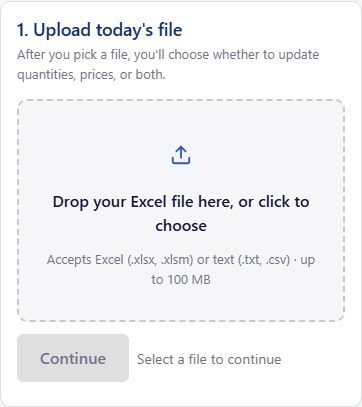 1. Upload today's file
After you pick a file, you'll choose whether to update
quantities, prices, or both.
Drop your Excel file here, or click to
choose
Accepts Excel (.xlsx, .xlsm) or text (.txt, .csv) · up
to 100 MB
Continue
Select a file to continue